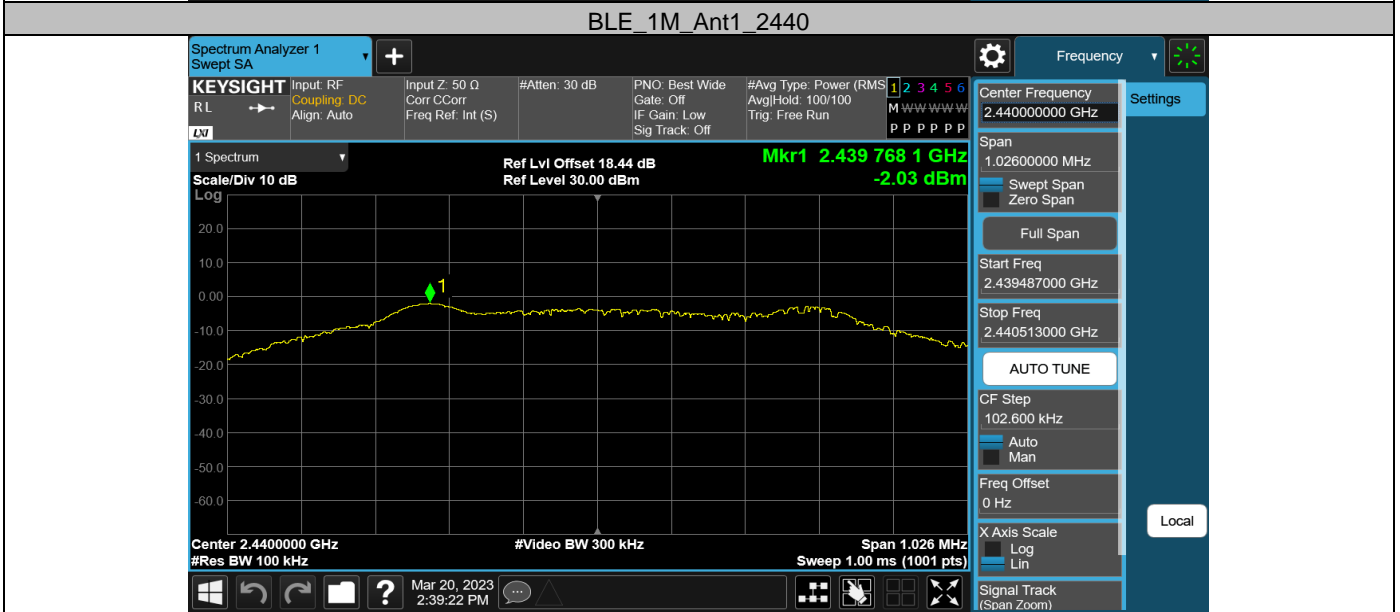 BLE_1M_Ant1_2440
Spectrum Analyzer 1
Swept SA
+
Frequency
KEYSIGHT
RL
LXI
Input: RF
Coupling: DC
Align: Auto
Input Z: 50 Ω
Corr CCorr
Freq Ref: Int (S)
#Atten: 30 dB
PNO: Best Wide
Gate: Off
IF Gain: Low
Sig Track: Off
#Avg Type: Power (RMS
Avg|Hold: 100/100
Trig: Free Run
1 2 3 4 5 6
M W W W W W
P P P P P P
1 Spectrum
Scale/Div 10 dB
Log
Ref Lvl Offset 18.44 dB
Ref Level 30.00 dBm
Mkr1 2.439 768 1 GHz
-2.03 dBm
1
20.0
10.0
0.00
-10.0
-20.0
-30.0
-40.0
-50.0
-60.0
Center 2.4400000 GHz
#Res BW 100 kHz
#Video BW 300 kHz
Span 1.026 MHz
Sweep 1.00 ms (1001 pts)
Center Frequency
2.440000000 GHz
Span
1.02600000 MHz
Swept Span
Zero Span
Full Span
Start Freq
2.439487000 GHz
Stop Freq
2.440513000 GHz
AUTO TUNE
CF Step
102.600 kHz
Auto
Man
Freq Offset
0 Hz
X Axis Scale
Log
Lin
Signal Track
(Span Zoom)
Settings
Local
?
Mar 20, 2023
2:39:22 PM